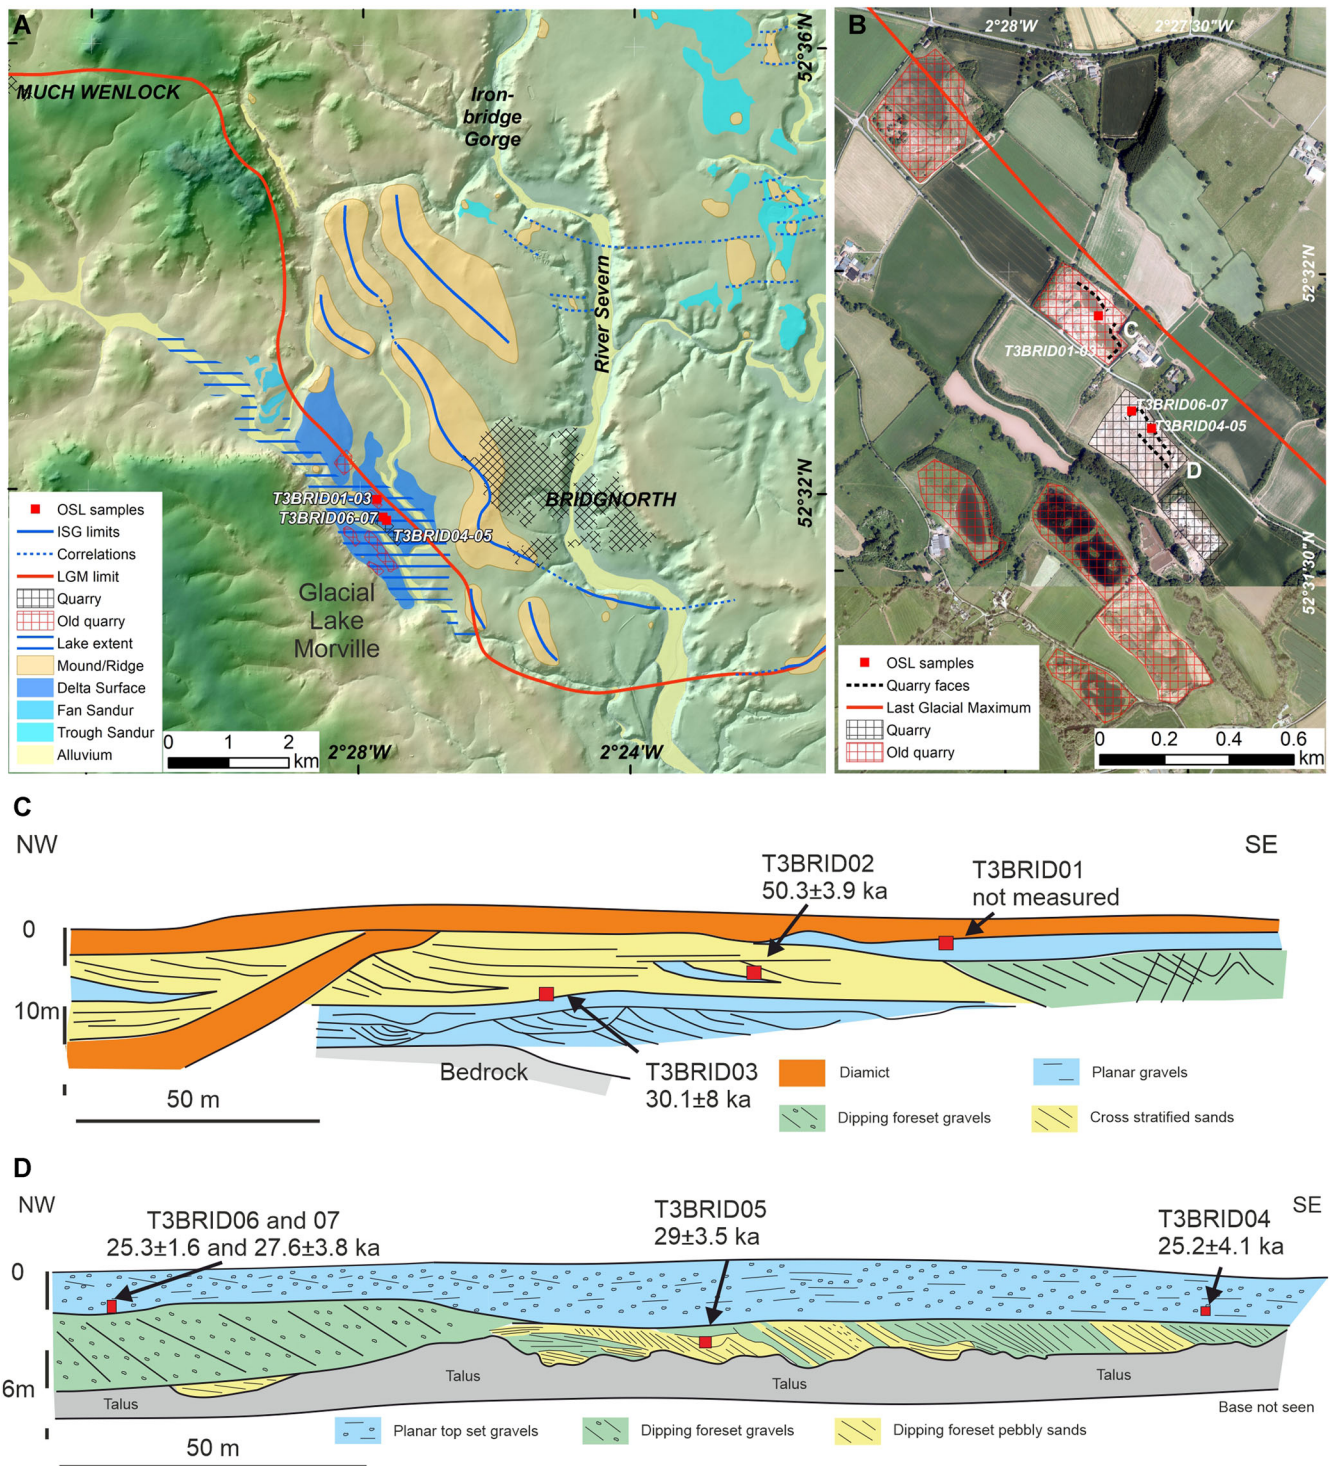 A
MUCH WENLOCK
Iron-
bridge
Gorge
52°36'N
River Severn
BRIDGNORTH
52°32'N
T3BRID01-03
T3BRID06-07
T3BRID04-05
Glacial
Lake
Morville
OSL samples
ISG limits
Correlations
LGM limit
Quarry
Old quarry
Lake extent
Mound/Ridge
Delta Surface
Fan Sandur
Trough Sandur
Alluvium
0 1 2
km
2°28'W
2°24'W
B
2°28'W
2°27'30"W
52°32'N
C
T3BRID01-03
T3BRID06-07
T3BRID04-05
D
52°31'30"N
OSL samples
Quarry faces
Last Glacial Maximum
Quarry
Old quarry
0 0.2 0.4 0.6
km
C
NW
SE
T3BRID02
50.3±3.9 ka
T3BRID01
not measured
0
10m
Bedrock
T3BRID03
30.1±8 ka
50 m
Diamict
Planar gravels
Dipping foreset gravels
Cross stratified sands
D
NW
SE
T3BRID06 and 07
25.3±1.6 and 27.6±3.8 ka
T3BRID05
29±3.5 ka
T3BRID04
25.2±4.1 ka
0
6m
Talus
Talus
Talus
Talus
Base not seen
Planar top set gravels
Dipping foreset gravels
Dipping foreset pebbly sands
50 m